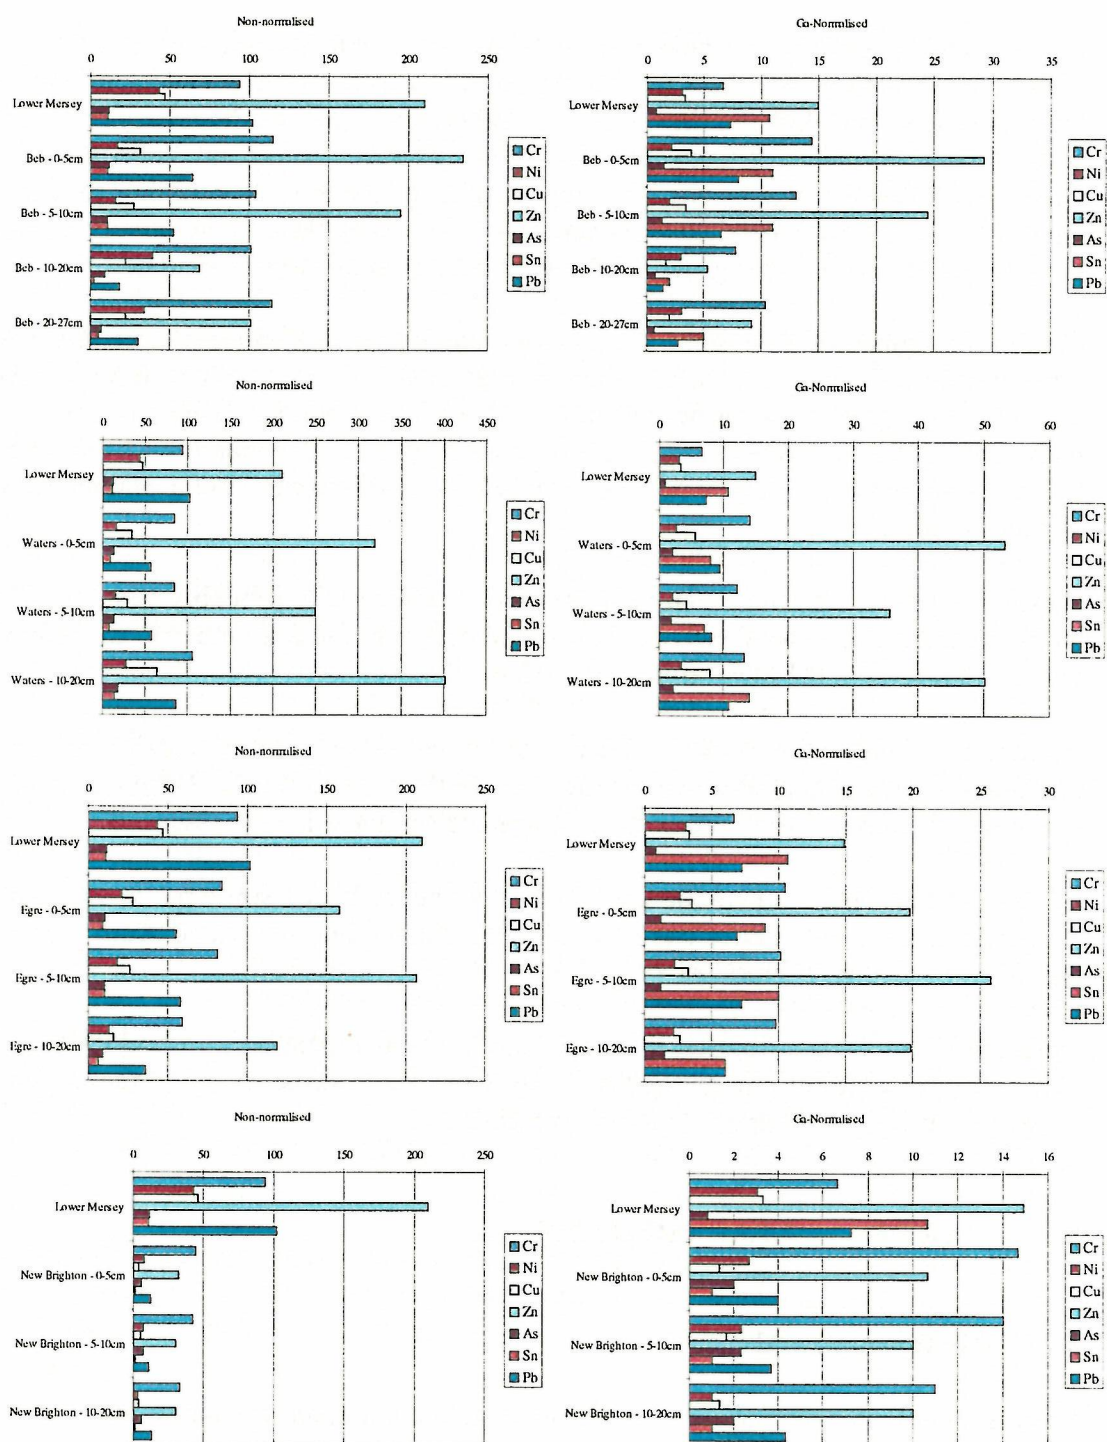 Non-normalised
0 50 100 150 200 250
Lower Mersey
Beb - 0-5cm
Beb - 5-10cm
Beb - 10-20cm
Beb - 20-27cm
Cr
Ni
Cu
Zn
As
Sn
Pb
Ga-Normalised
0 5 10 15 20 25 30 35
Lower Mersey
Beb - 0-5cm
Beb - 5-10cm
Beb - 10-20cm
Beb - 20-27cm
Cr
Ni
Cu
Zn
As
Sn
Pb
Non-normalised
0 50 100 150 200 250 300 350 400 450
Lower Mersey
Waters - 0-5cm
Waters - 5-10cm
Waters - 10-20cm
Cr
Ni
Cu
Zn
As
Sn
Pb
Ga-Normalised
0 10 20 30 40 50 60
Lower Mersey
Waters - 0-5cm
Waters - 5-10cm
Waters - 10-20cm
Cr
Ni
Cu
Zn
As
Sn
Pb
Non-normalised
0 50 100 150 200 250
Lower Mersey
Egre - 0-5cm
Egre - 5-10cm
Egre - 10-20cm
Cr
Ni
Cu
Zn
As
Sn
Pb
Ga-Normalised
0 5 10 15 20 25 30
Lower Mersey
Egre - 0-5cm
Egre - 5-10cm
Egre - 10-20cm
Cr
Ni
Cu
Zn
As
Sn
Pb
Non-normalised
0 50 100 150 200 250
Lower Mersey
New Brighton - 0-5cm
New Brighton - 5-10cm
New Brighton - 10-20cm
Cr
Ni
Cu
Zn
As
Sn
Pb
Ga-Normalised
0 2 4 6 8 10 12 14 16
Lower Mersey
New Brighton - 0-5cm
New Brighton - 5-10cm
New Brighton - 10-20cm
Cr
Ni
Cu
Zn
As
Sn
Pb